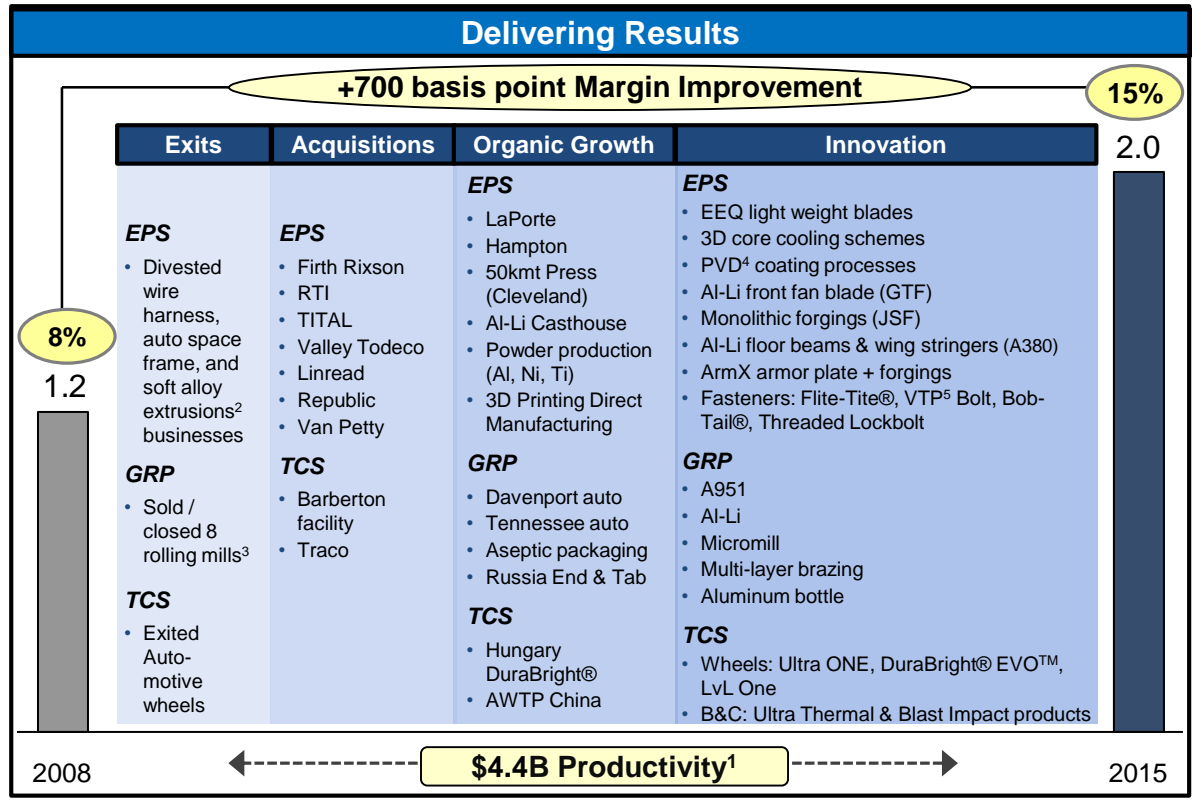 Delivering Results
+700 basis point Margin Improvement
8%
1.2
15%
2.0
Exits
EPS
• Divested
wire
harness,
auto space
frame, and
soft alloy
extrusions²
businesses
GRP
• Sold /
closed 8
rolling mills³
TCS
• Exited
Auto-
motive
wheels
Acquisitions
EPS
• Firth Rixson
• RTI
• TITAL
• Valley Todeco
• Linread
• Republic
• Van Petty
TCS
• Barberton
facility
• Traco
Organic Growth
EPS
• LaPorte
• Hampton
• 50kmt Press
(Cleveland)
• Al-Li Casthouse
• Powder production
(Al, Ni, Ti)
• 3D Printing Direct
Manufacturing
GRP
• Davenport auto
• Tennessee auto
• Aseptic packaging
• Russia End & Tab
TCS
• Hungary
DuraBright®
• AWTP China
Innovation
EPS
• EEQ light weight blades
• 3D core cooling schemes
• PVD⁴ coating processes
• Al-Li front fan blade (GTF)
• Monolithic forgings (JSF)
• Al-Li floor beams & wing stringers (A380)
• ArmX armor plate + forgings
• Fasteners: Flite-Tite®, VTP⁵ Bolt, Bob-
Tail®, Threaded Lockbolt
GRP
• A951
• Al-Li
• Micromill
• Multi-layer brazing
• Aluminum bottle
TCS
• Wheels: Ultra ONE, DuraBright® EVO™,
LvL One
• B&C: Ultra Thermal & Blast Impact products
2008
$4.4B Productivity¹
2015